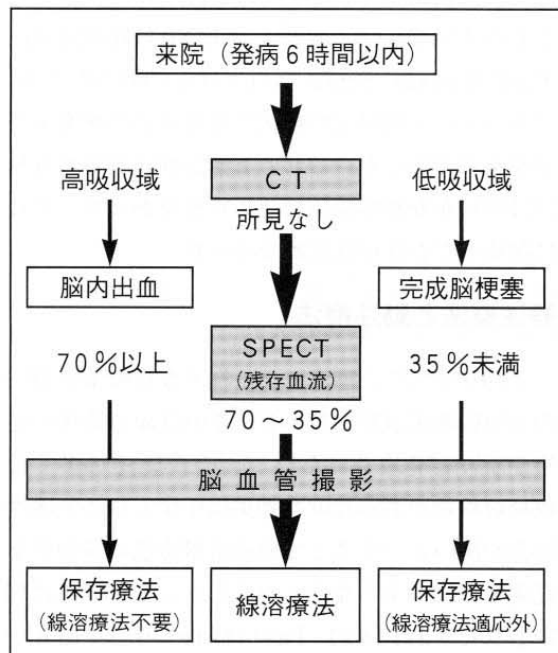 来院（発病6時間以内）
高吸収域
CT
低吸収域
所見なし
脳内出血
完成脳梗塞
70％以上
SPECT
（残存血流）
35％未満
70～35％
脳血管撮影
保存療法
（線溶療法不要）
線溶療法
保存療法
（線溶療法適応外）